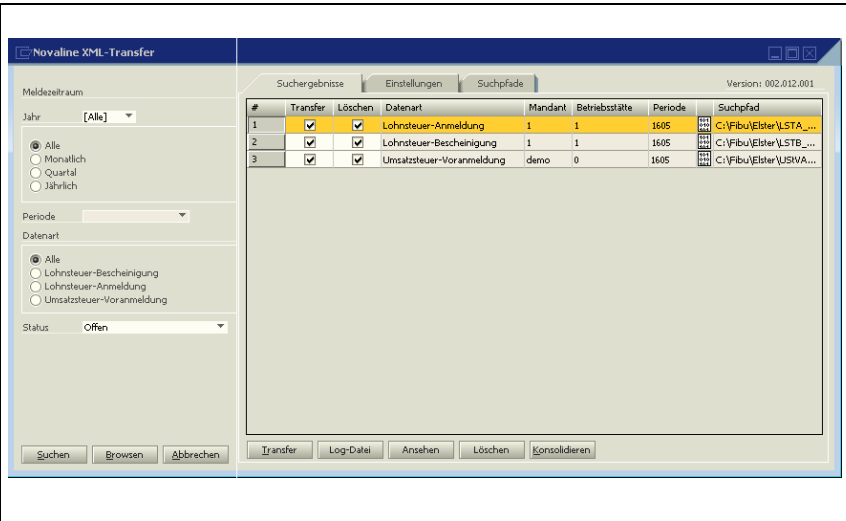 Novaline XML-Transfer
Meldezeitraum
Jahr [Alle]
Alle
Monatlich
Quartal
Jährlich
Periode
Datenart
Alle
Lohnsteuer-Bescheinigung
Lohnsteuer-Anmeldung
Umsatzsteuer-Voranmeldung
Status Offen
Suchen Browsen Abbrechen
Suchergebnisse Einstellungen Suchpfade Version: 002.012.001
# Transfer Löschen Datenart Mandant Betriebsstätte Periode Suchpfad
1 Lohnsteuer-Anmeldung 1 1 1605 C:\Fibu\Elster\LSTA_...
2 Lohnsteuer-Bescheinigung 1 1 1605 C:\Fibu\Elster\LSTB_...
3 Umsatzsteuer-Voranmeldung demo 0 1605 C:\Fibu\Elster\UStVA...
Transfer Log-Datei Ansehen Löschen Konsolidieren